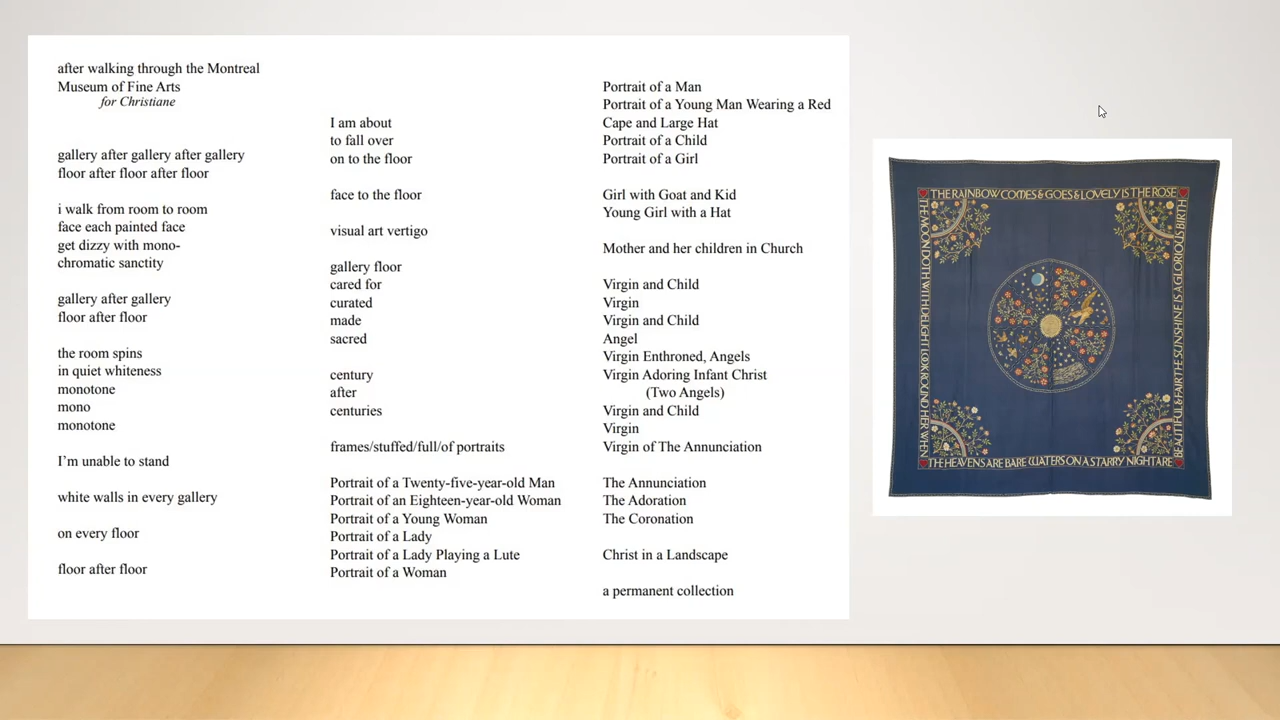 after walking through the Montreal
Museum of Fine Arts
for Christiane
gallery after gallery after gallery
floor after floor after floor
i walk from room to room
face each painted face
get dizzy with mono-
chromatic sanctity
gallery after gallery
floor after floor
the room spins
in quiet whiteness
monotone
mono
monotone
I'm unable to stand
white walls in every gallery
on every floor
floor after floor
I am about
to fall over
on to the floor
face to the floor
visual art vertigo
gallery floor
cared for
curated
made
sacred
century
after
centuries
frames/stuffed/full/of portraits
Portrait of a Twenty-five-year-old Man
Portrait of an Eighteen-year-old Woman
Portrait of a Young Woman
Portrait of a Lady
Portrait of a Lady Playing a Lute
Portrait of a Woman
Portrait of a Man
Portrait of a Young Man Wearing a Red
Cape and Large Hat
Portrait of a Child
Portrait of a Girl
Girl with Goat and Kid
Young Girl with a Hat
Mother and her children in Church
Virgin and Child
Virgin
Virgin and Child
Angel
Virgin Enthroned, Angels
Virgin Adoring Infant Christ
(Two Angels)
Virgin and Child
Virgin
Virgin of The Annunciation
The Annunciation
The Adoration
The Coronation
Christ in a Landscape
a permanent collection
THE RAINBOW COMES & GOES & LOVELY IS THE ROSE
THE MOON DOTH WITH DELIGHT LOOK ROUND HER WHEN
THE HEAVENS ARE BARE WATERS ON A STARRY NIGHT ARE
BEAUTIFUL & FAIR THE SUNSHINE IS A GLORIOUS BIRTH